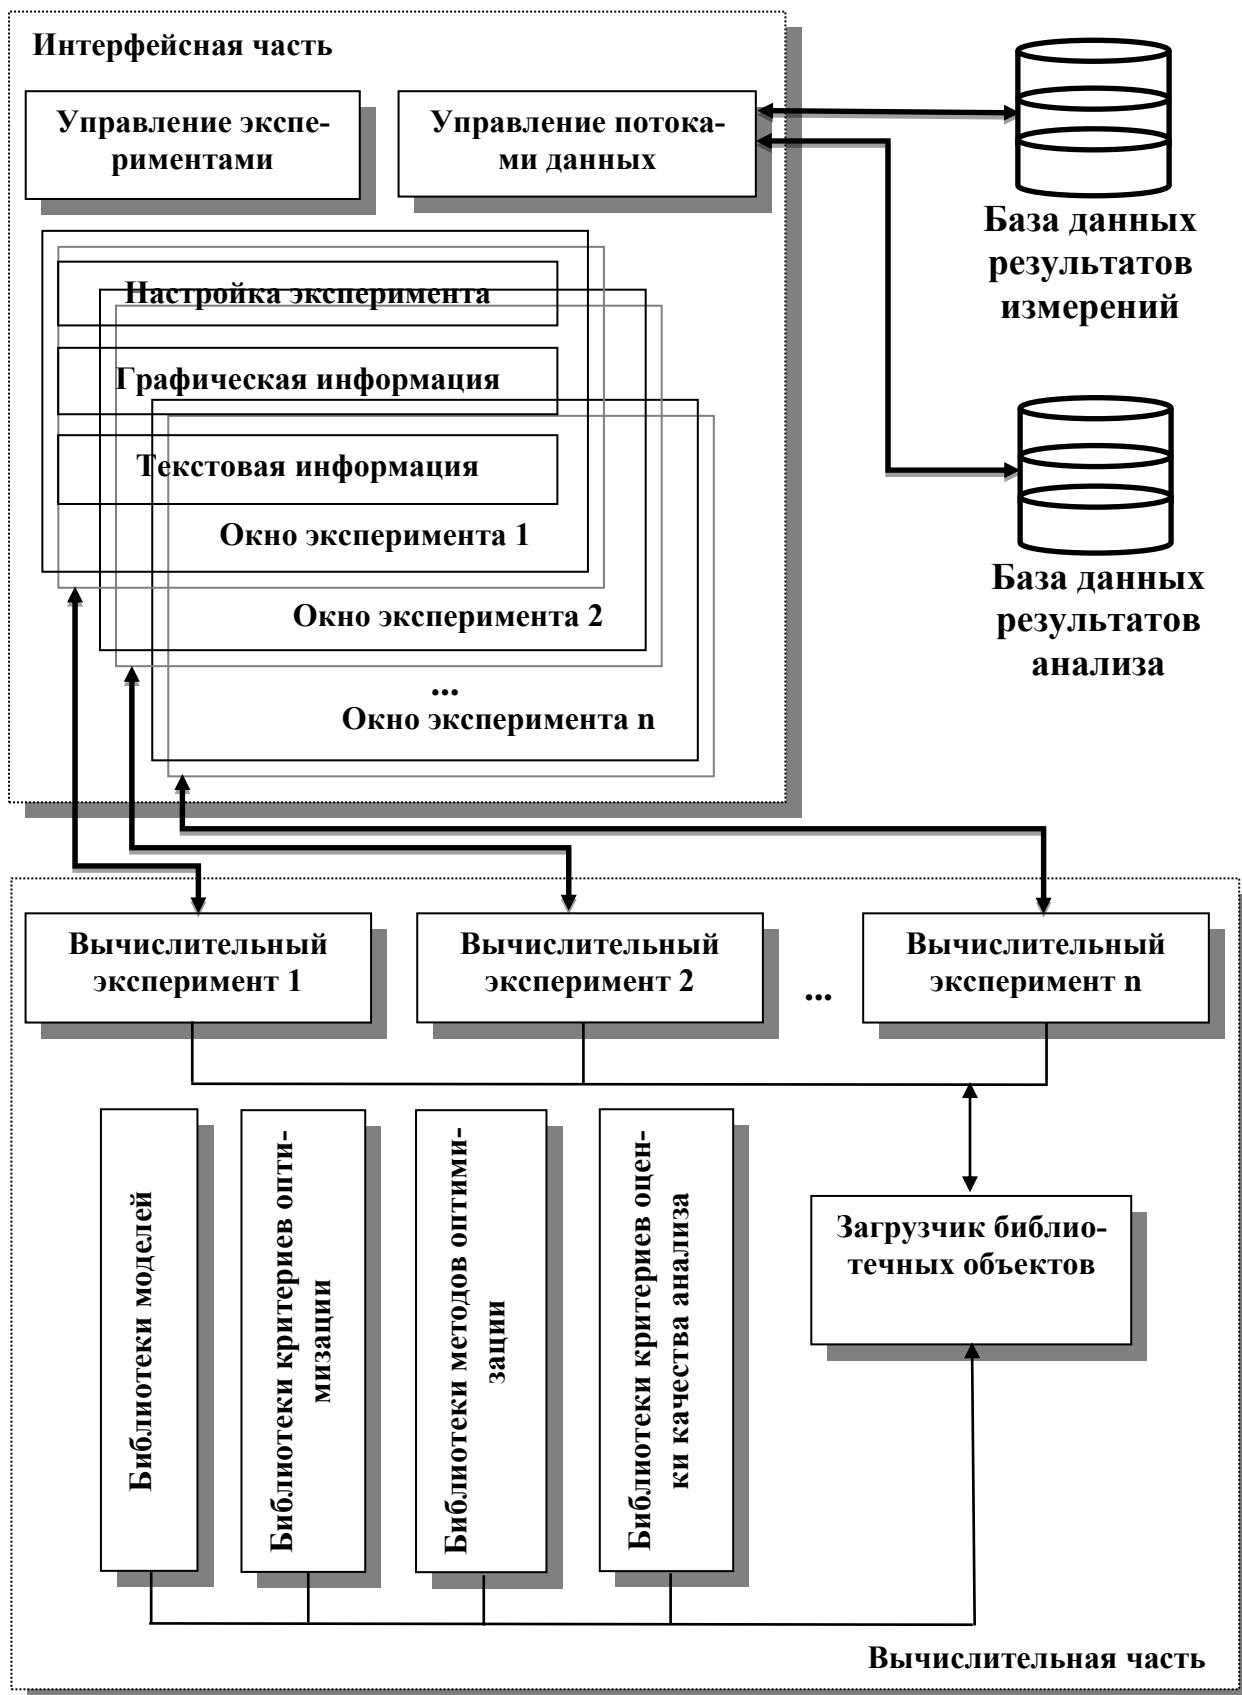 Интерфейсная часть
Управление экспе-
риментами
Управление потока-
ми данных
База данных
результатов
измерений
Настройка эксперимента
Графическая информация
Текстовая информация
Окно эксперимента 1
Окно эксперимента 2
...
Окно эксперимента n
База данных
результатов
анализа
Вычислительный
эксперимент 1
Вычислительный
эксперимент 2
...
Вычислительный
эксперимент n
Библиотеки моделей
Библиотеки критериев опти-
мизации
Библиотеки методов оптими-
зации
Библиотеки критериев оцен-
ки качества анализа
Загрузчик библио-
течных объектов
Вычислительная часть